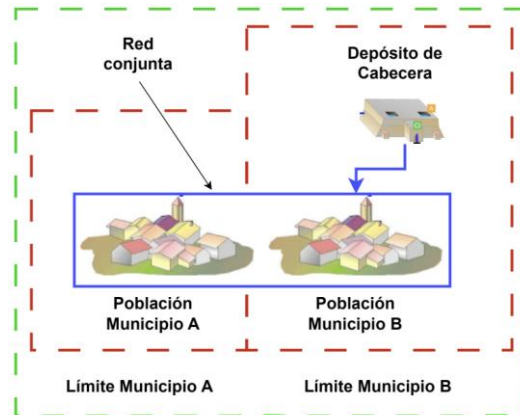 Red
conjunta
Depósito de
Cabecera
Población
Municipio A
Población
Municipio B
Límite Municipio A
Límite Municipio B